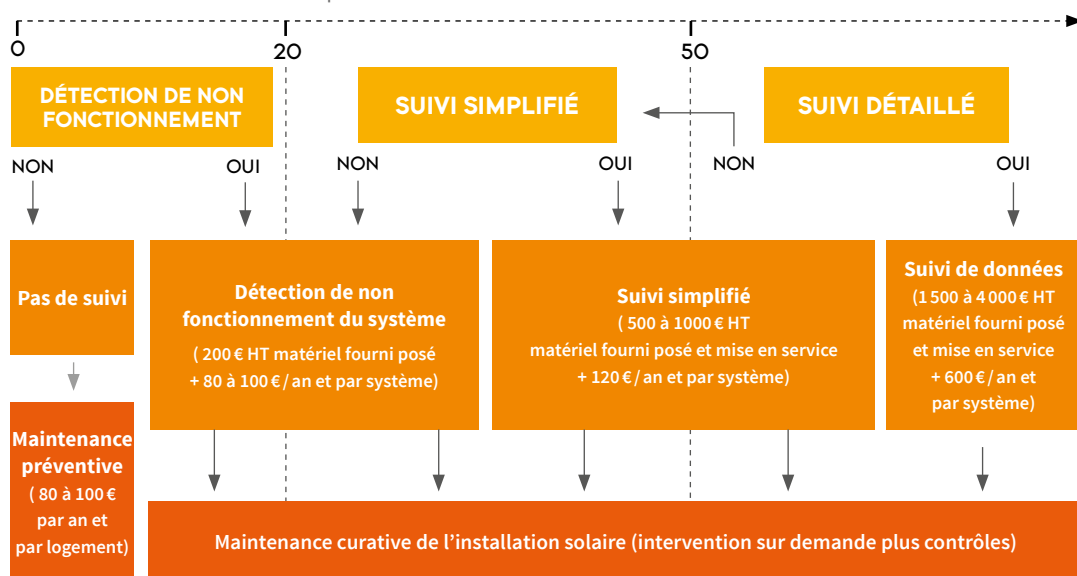 0
20
50
DÉTECTION DE NON
FONCTIONNEMENT
SUIVI SIMPLIFIÉ
SUIVI DÉTAILLÉ
NON
OUI
NON
OUI
NON
OUI
Pas de suivi
Détection de non
fonctionnement du système
( 200 € HT matériel fourni posé
+ 80 à 100 € / an et par système)
Suivi simplifié
( 500 à 1000 € HT
matériel fourni posé et mise en service
+ 120 € / an et par système)
Suivi de données
(1 500 à 4 000 € HT
matériel fourni posé
et mise en service
+ 600 € / an et
par système)
Maintenance
préventive
( 80 à 100 €
par an et
par logement)
Maintenance curative de l’installation solaire (intervention sur demande plus contrôles)